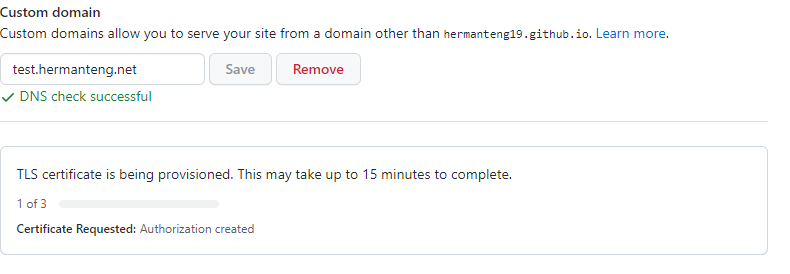 Custom domain
Custom domains allow you to serve your site from a domain other than hermanteng19.github.io. Learn more.
test.hermanteng.net Save Remove
DNS check successful
TLS certificate is being provisioned. This may take up to 15 minutes to complete.
1 of 3
Certificate Requested: Authorization created